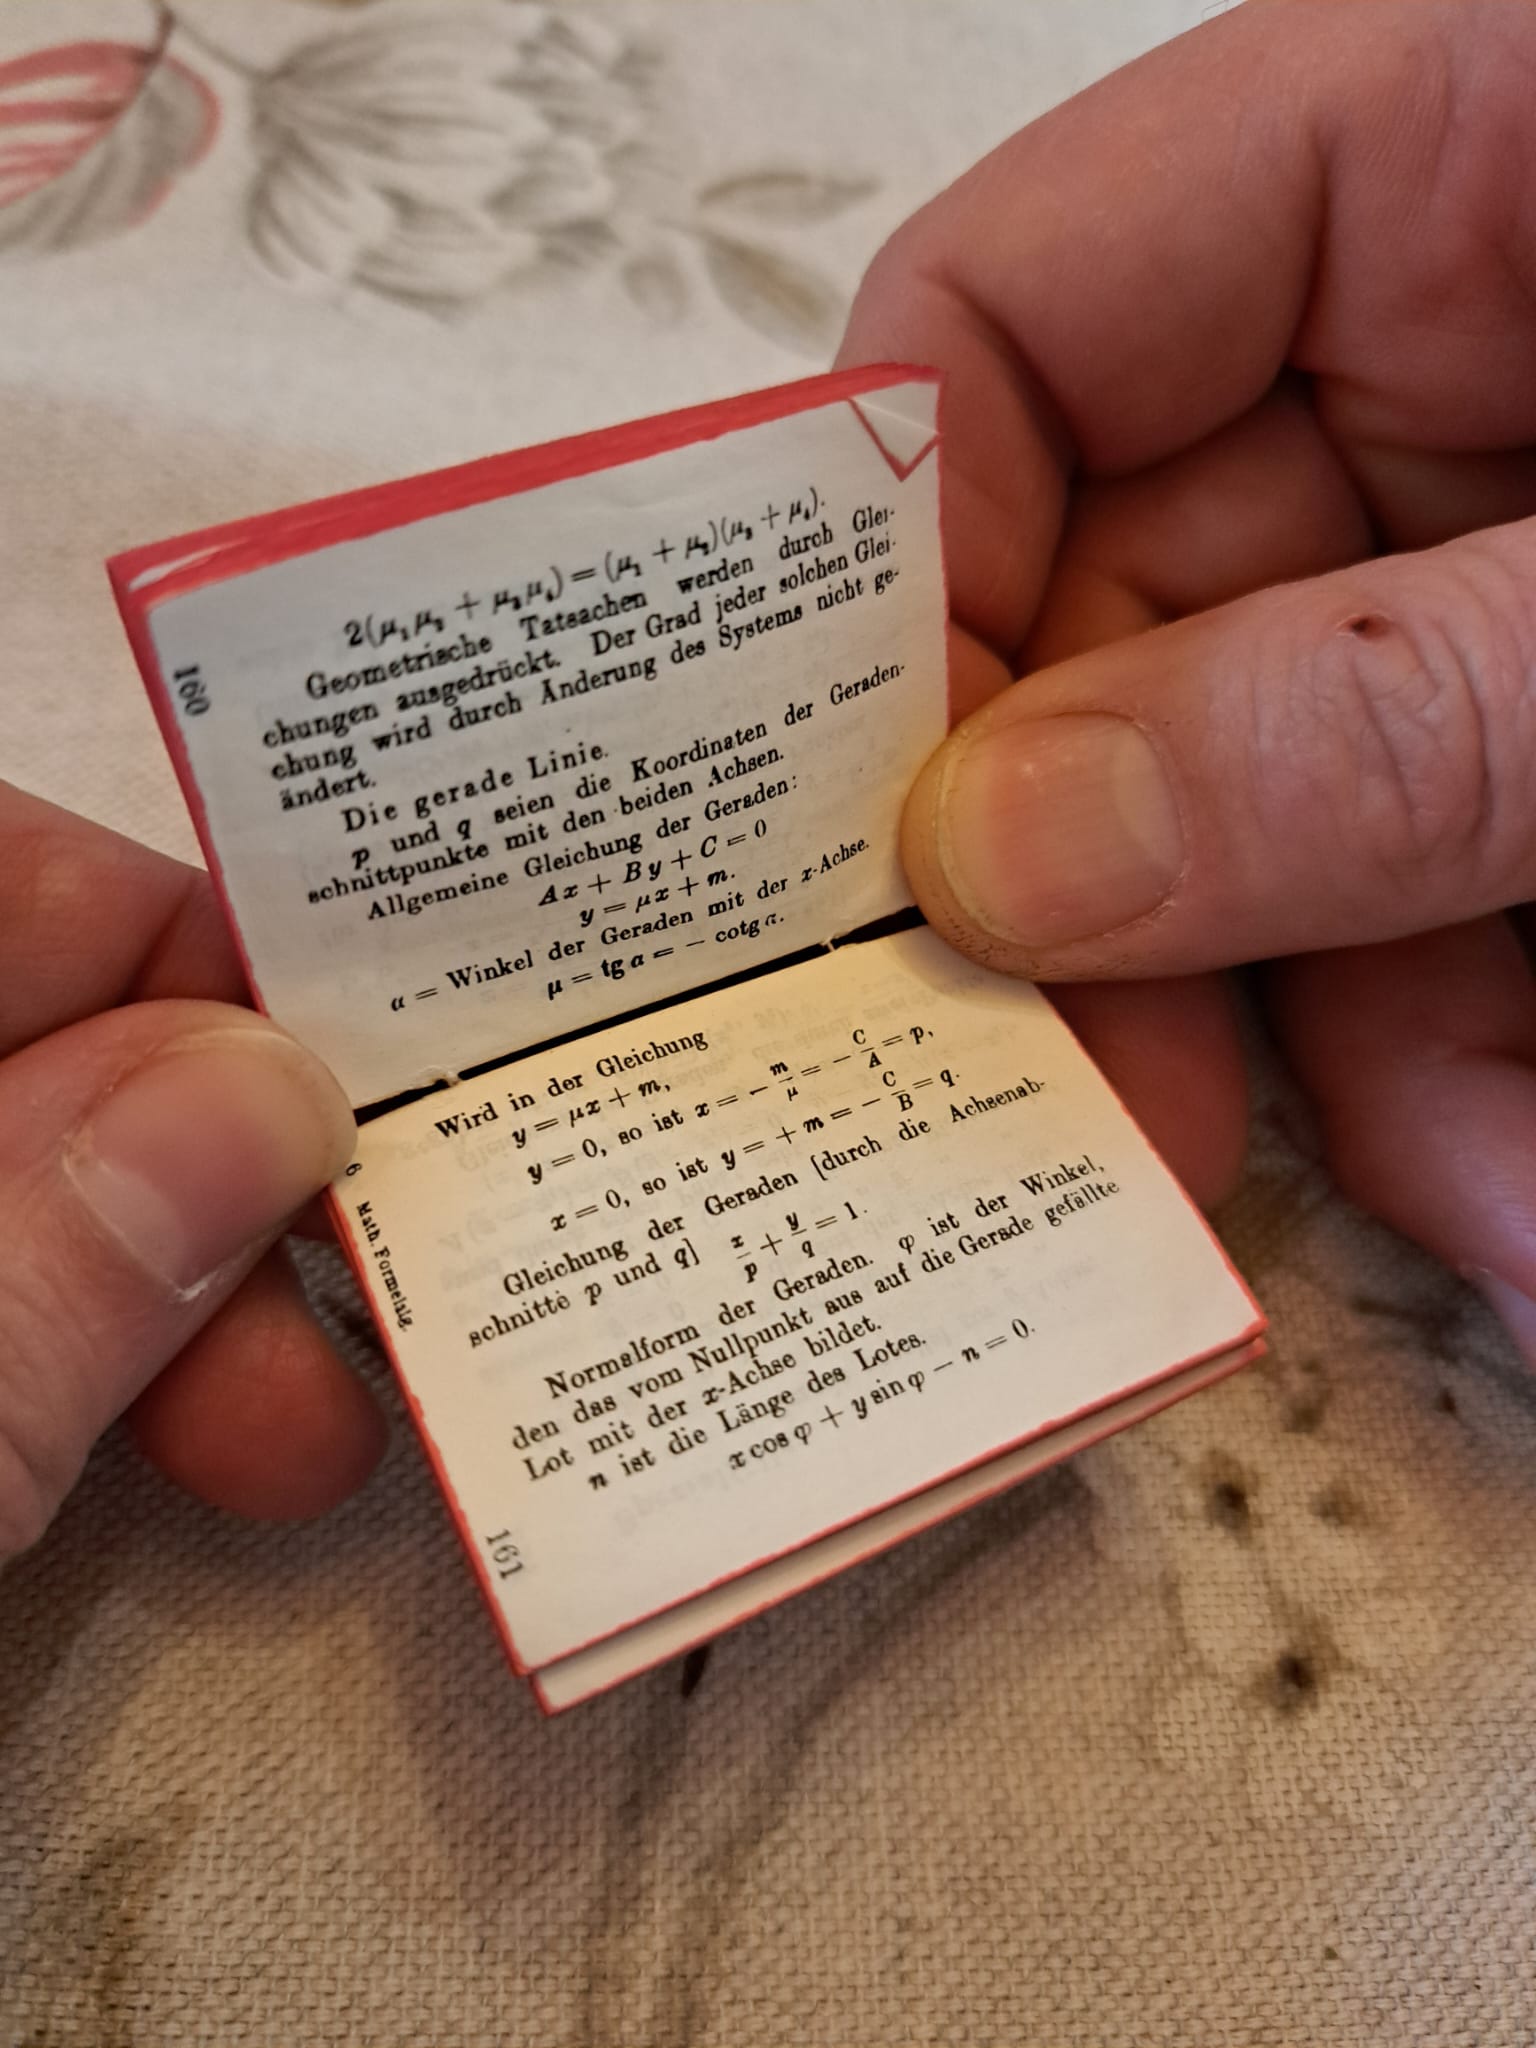 2(μ₁μ₂ + μ₃μ₄) = (μ₁ + μ₂)(μ₃ + μ₄).
Geometrische Tatsachen werden durch Glei-
chungen ausgedrückt. Der Grad jeder solchen Glei-
chung wird durch Änderung des Systems nicht ge-
ändert.
Die gerade Linie.
p und q seien die Koordinaten der Geraden-
schnittpunkte mit den beiden Achsen.
Allgemeine Gleichung der Geraden:
Ax + By + C = 0
y = μx + m.
α = Winkel der Geraden mit der x-Achse.
μ = tg α = − cotg α.
160
Wird in der Gleichung
y = μx + m,
y = 0, so ist x = − m/μ = − C/A = p,
x = 0, so ist y = + m = − C/B = q.
Gleichung der Geraden [durch die Achsenab-
schnitte p und q] x/p + y/q = 1.
Normalform der Geraden. φ ist der Winkel,
den das vom Nullpunkt aus auf die Gerade gefällte
Lot mit der x-Achse bildet.
n ist die Länge des Lotes.
x cos φ + y sin φ − n = 0.
6 Math. Formelslg.
161